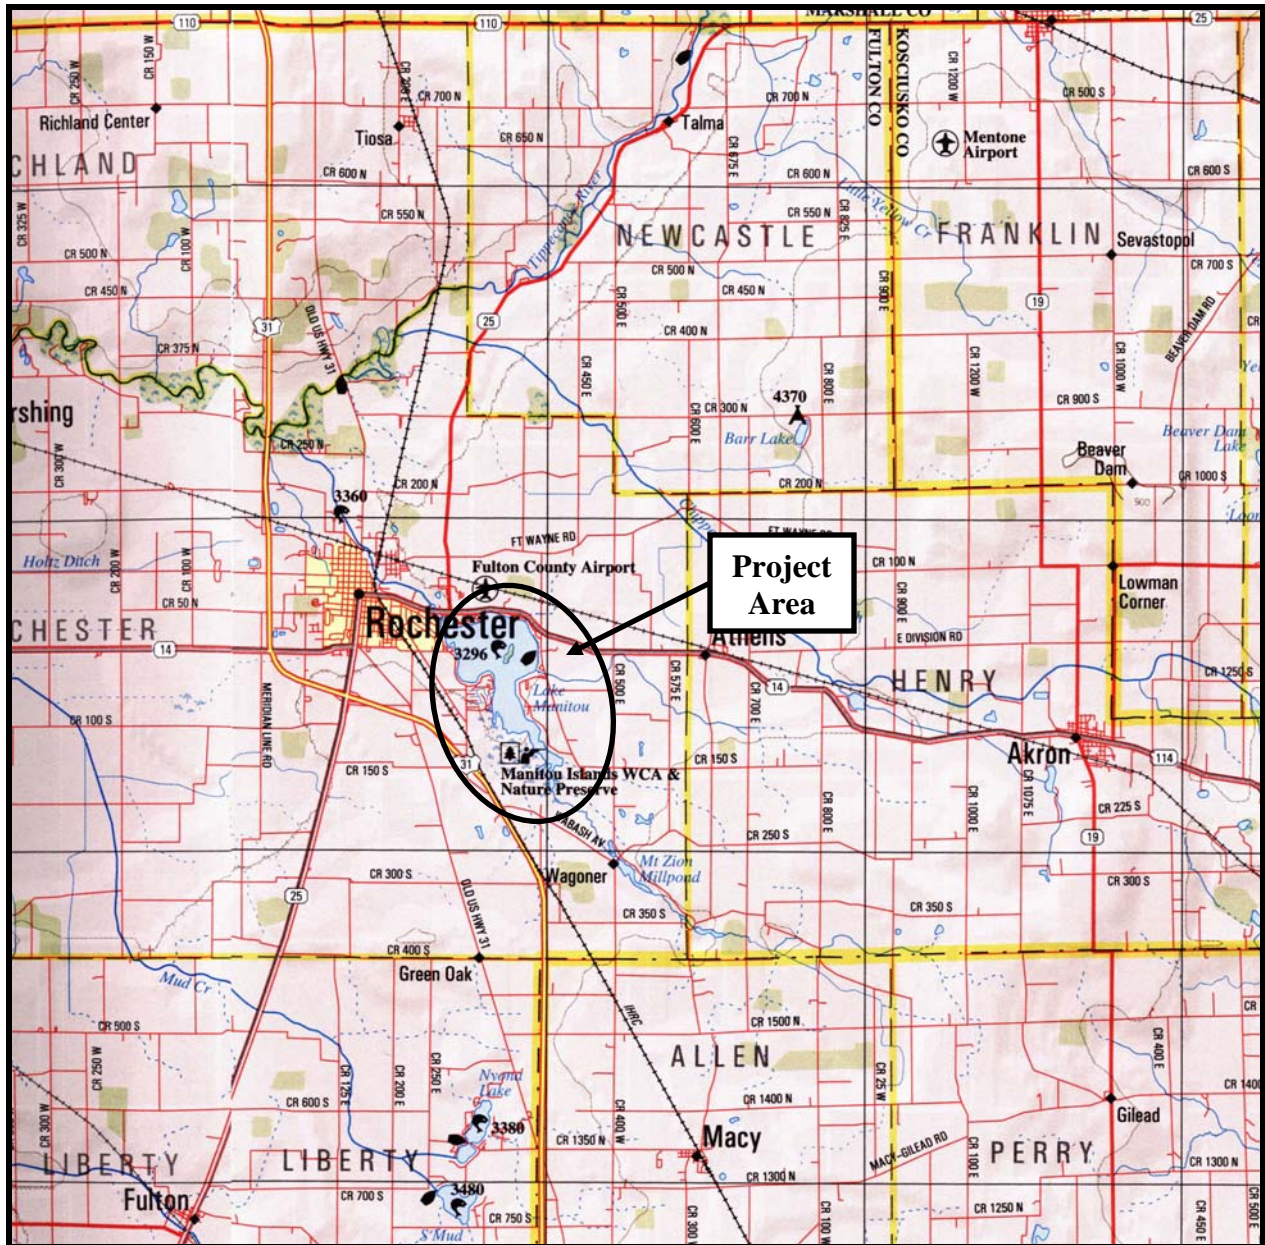 MARSHALL CO
110
110
25
CR 250 W
CR 150 W
CR 700 N
CR 700 N
FULTON CO
KOSCIUSKO CO
CR 1200 W
CR 500 S
Richland Center
Tiosa
CR 650 N
Talma
CR 675 E
Mentone
Airport
CHLAND
CR 600 N
CR 600 N
CR 600 S
CR 325 W
CR 550 N
Tippecanoe River
CR 550 N
CR 825 E
Little Yellow Cr
CR 100 W
NEWCASTLE
FRANKLIN
Sevastopol
CR 500 N
CR 500 N
CR 700 S
CR 450 N
CR 450 N
CR 500 E
CR 900 E
19
OLD US HWY 31
31
25
CR 400 N
BEAVER DAM RD
CR 375 N
CR 450 E
CR 800 E
CR 1200 W
CR 1000 W
4370
CR 300 N
CR 600 E
CR 900 S
rshing
Barr Lake
CR 250 N
CR 300 W
Beaver
Dam
Beaver Dam
Lake
CR 200 N
CR 200 N
CR 1000 S
3360
FT WAYNE RD
Holtz Ditch
CR 200 W
CR 100 W
Fulton County Airport
Project
Area
CR 100 N
CR 50 N
Lowman
Corner
CR 900 E
CHESTER
Rochester
Athens
E DIVISION RD
14
3296
CR 500 E
CR 575 E
CR 1250 S
HENRY
Lake
Manitou
14
CR 700 E
MERIDIAN LINE RD
CR 100 S
Akron
114
CR 150 S
31
CR 150 S
Manitou Islands WCA &
Nature Preserve
CR 800 E
CR 1000 E
CR 1075 E
CR 225 S
WABASH AV
CR 250 S
19
Wagoner
Mt Zion
Millpond
CR 300 S
CR 300 S
25
OLD US HWY 31
CR 350 S
CR 350 S
CR 400 S
Green Oak
Mud Cr
CR 500 S
CR 1500 N
ALLEN
CR 400 E
CR 250 W
CR 125 E
CR 200 E
CR 250 E
Nyona
Lake
CR 25 W
CR 600 S
CR 1400 N
CR 300 W
3380
CR 400 W
CR 1350 N
Macy
Gilead
MACY-GILEAD RD
CR 100 E
PERRY
LIBERTY
LIBERTY
CR 1300 N
CR 1300 N
CR 700 S
3480
Fulton
CR 750 S
CR 300 W
CR 100 W
CR 1250 N
CR 450 E
CR 500 E
S'Mud